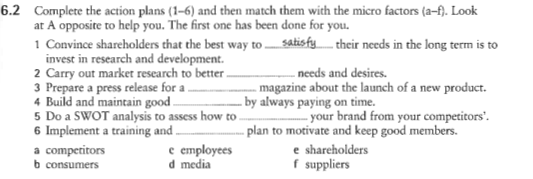 6.2 Complete the action plans (1–6) and then match them with the micro factors (a–f). Look
at A opposite to help you. The first one has been done for you.
1 Convince shareholders that the best way to satisfy their needs in the long term is to
invest in research and development.
2 Carry out market research to better ____ needs and desires.
3 Prepare a press release for a ____ magazine about the launch of a new product.
4 Build and maintain good ____ by always paying on time.
5 Do a SWOT analysis to assess how to ____ your brand from your competitors'.
6 Implement a training and ____ plan to motivate and keep good members.
a competitors c employees e shareholders
b consumers d media f suppliers